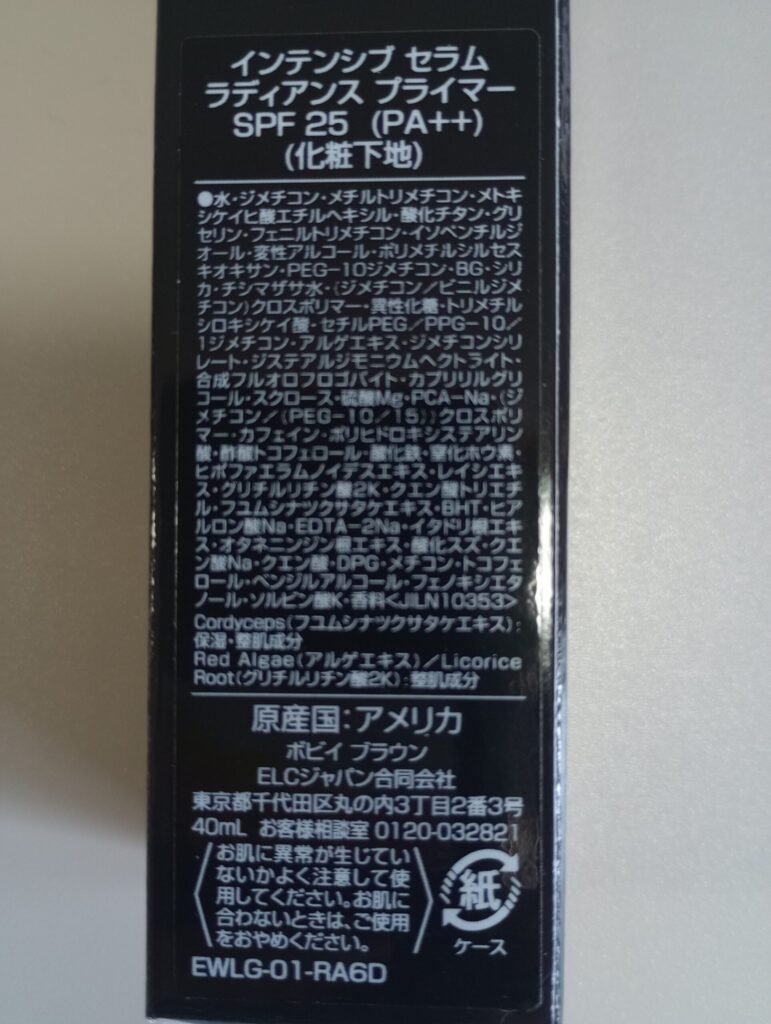 インテンシブ セラム
ラディアンス プライマー
SPF 25 (PA++)
(化粧下地)
●水・ジメチコン・メチルトリメチコン・メトキ
シケイヒ酸エチルヘキシル・酸化チタン・グリ
セリン・フェニルトリメチコン・イソペンチルジ
オール・変性アルコール・ポリメチルシルセス
キオキサン・PEG-10ジメチコン・BG・シリ
カ・チシマザサ水・(ジメチコン/ビニルジメ
チコン)クロスポリマー・異性化糖・トリメチル
シロキシケイ酸・セチルPEG/PPG-10/
1ジメチコン・アルゲエキス・ジメチコンシリ
レート・ジステアルジモニウムヘクトライト・
合成フルオロフロゴパイト・カプリリルグリ
コール・スクロース・硫酸Mg・PCA-Na・(ジ
メチコン/(PEG-10/15))クロスポリ
マー・カフェイン・ポリヒドロキシステアリン
酸・酢酸トコフェロール・酸化鉄・窒化ホウ素・
ヒポファエラムノイデスエキス・レイシエキ
ス・グリチルリチン酸2K・クエン酸トリエチ
ル・フユムシナツクサタケエキス・BHT・ヒア
ルロン酸Na・EDTA-2Na・イタドリ根エキ
ス・オタネニンジン根エキス・酸化スズ・クエ
ン酸Na・クエン酸・DPG・メチコン・トコフェ
ロール・ベンジルアルコール・フェノキシエタ
ノール・ソルビン酸K・香料<JILN10353>
Cordyceps(フユムシナツクサタケエキス):
保湿・整肌成分
Red Algae(アルゲエキス)/Licorice
Root(グリチルリチン酸2K):整肌成分
原産国:アメリカ
ボビイ ブラウン
ELCジャパン合同会社
東京都千代田区丸の内3丁目2番3号
40mL お客様相談室 0120-032821
お肌に異常が生じてい
ないかよく注意して使
用してください。お肌に
合わないときは、ご使用
をおやめください。
紙
ケース
EWLG-01-RA6D